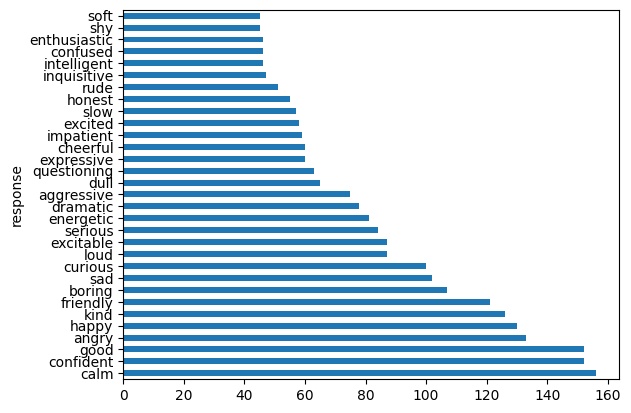 soft
shy
enthusiastic
confused
intelligent
inquisitive
rude
honest
slow
excited
impatient
cheerful
expressive
questioning
dull
aggressive
dramatic
energetic
serious
excitable
loud
curious
sad
boring
friendly
kind
happy
angry
good
confident
calm
response
0 20 40 60 80 100 120 140 160